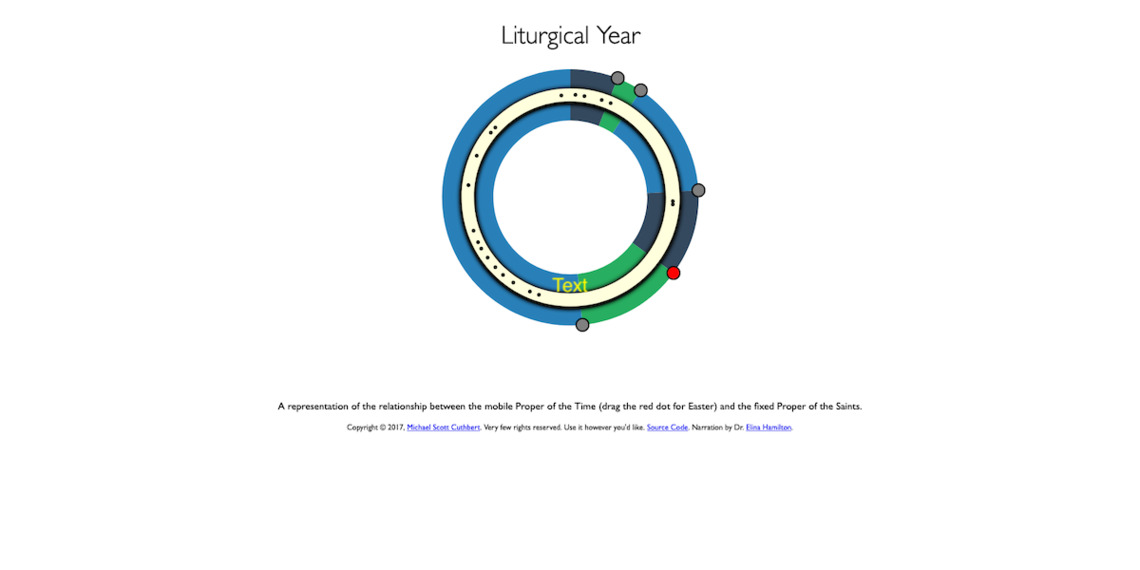 Liturgical Year
Text
A representation of the relationship between the mobile Proper of the Time (drag the red dot for Easter) and the fixed Proper of the Saints.
Copyright © 2017, Michael Scott Cuthbert. Very few rights reserved. Use it however you'd like. Source Code. Narration by Dr. Elina Hamilton.